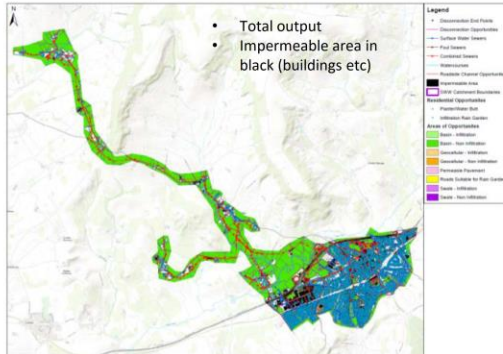 N
• Total output
• Impermeable area in
black (buildings etc)
Legend
Disconnection End Points
Disconnection Opportunities
Surface Water Sewers
Foul Sewers
Combined Sewers
Watercourses
Roadside Channel Opportunities
Impermeable Area
SWW Catchment Boundaries
Residential Opportunities
Planter/Water Butt
Infiltration Rain Garden
Areas of Opportunities
Basin - Infiltration
Basin - Non Infiltration
Geocellular - Infiltration
Geocellular - Non Infiltration
Permeable Pavement
Roads Suitable for Rain Garden
Swale - Infiltration
Swale - Non Infiltration